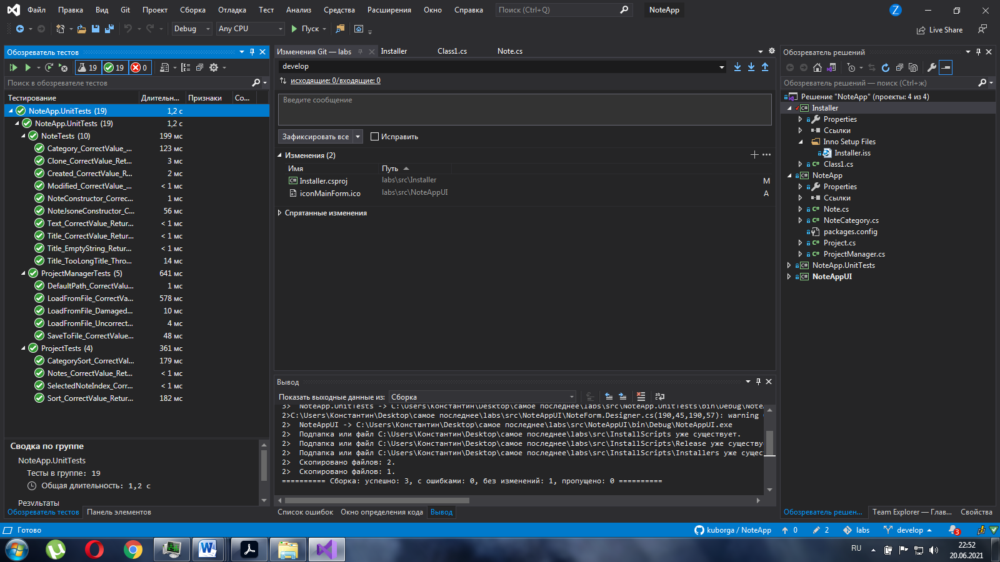 Файл Правка Вид Git Проект Сборка Отладка Тест Анализ Средства Расширения Окно Справка Поиск (Ctrl+Q) NoteApp Z
Debug Any CPU Пуск Live Share
Обозреватель тестов
19 19 0
Поиск в обозревателе тестов
Тестирование Длительн... Признаки Со...
NoteApp.UnitTests (19) 1,2 с
NoteApp.UnitTests (19) 1,2 с
NoteTests (10) 199 мс
Category_CorrectValue_... 123 мс
Clone_CorrectValue_Ret... 3 мс
Created_CorrectValue_R... 2 мс
Modified_CorrectValue_... < 1 мс
NoteConstructor_Correc... 1 мс
NoteJsoneConstructor_C... 56 мс
Text_CorrectValue_Retur... < 1 мс
Title_CorrectValue_Retur... < 1 мс
Title_EmptyString_Retur... < 1 мс
Title_TooLongTitle_Thro... 14 мс
ProjectManagerTests (5) 641 мс
DefaultPath_CorrectValu... 1 мс
LoadFromFile_CorrectVa... 578 мс
LoadFromFile_Damaged... 10 мс
LoadFromFile_Uncorrect... 4 мс
SaveToFile_CorrectValue... 48 мс
ProjectTests (4) 361 мс
CategorySort_CorrectVal... 179 мс
Notes_CorrectValue_Ret... < 1 мс
SelectedNoteIndex_Corr... < 1 мс
Sort_CorrectValue_Retur... 182 мс
Сводка по группе
NoteApp.UnitTests
Тесты в группе: 19
Общая длительность: 1,2 с
Результаты
Обозреватель тестов Панель элементов
Изменения Git — labs Installer Class1.cs Note.cs
develop
исходящие: 0/входящие: 0
Введите сообщение
Зафиксировать все Исправить
Изменения (2)
Имя Путь
Installer.csproj labs\src\Installer M
iconMainForm.ico labs\src\NoteAppUI A
Спрятанные изменения
Вывод
Показать выходные данные из: Сборка
3> NoteApp.UnitTests -> C:\Users\Константин\Desktop\самое последнее\labs\src\NoteApp.UnitTests\bin\Debug\Note
2>C:\Users\Константин\Desktop\самое последнее\labs\src\NoteAppUI\NoteForm.Designer.cs(190,45,190,57): warning
2> NoteAppUI -> C:\Users\Константин\Desktop\самое последнее\labs\src\NoteAppUI\bin\Debug\NoteAppUI.exe
2> Подпапка или файл C:\Users\Константин\Desktop\самое последнее\labs\src\InstallScripts уже существует.
2> Подпапка или файл C:\Users\Константин\Desktop\самое последнее\labs\src\InstallScripts\Release уже существу
2> Подпапка или файл C:\Users\Константин\Desktop\самое последнее\labs\src\InstallScripts\Installers уже сущес
2> Скопировано файлов: 2.
2> Скопировано файлов: 1.
========== Сборка: успешно: 3, с ошибками: 0, без изменений: 1, пропущено: 0 ==========
Список ошибок Окно определения кода Вывод
Обозреватель решений
Обозреватель решений — поиск (Ctrl+ж)
Решение "NoteApp" (проекты: 4 из 4)
Installer
Properties
Ссылки
Inno Setup Files
Installer.iss
Class1.cs
NoteApp
Properties
Ссылки
Note.cs
NoteCategory.cs
packages.config
Project.cs
ProjectManager.cs
NoteApp.UnitTests
NoteAppUI
Обозреватель решен... Team Explorer — Глав... Свойства
Готово kuborga / NoteApp 0 2 labs develop 3
RU 22:52
20.06.2021